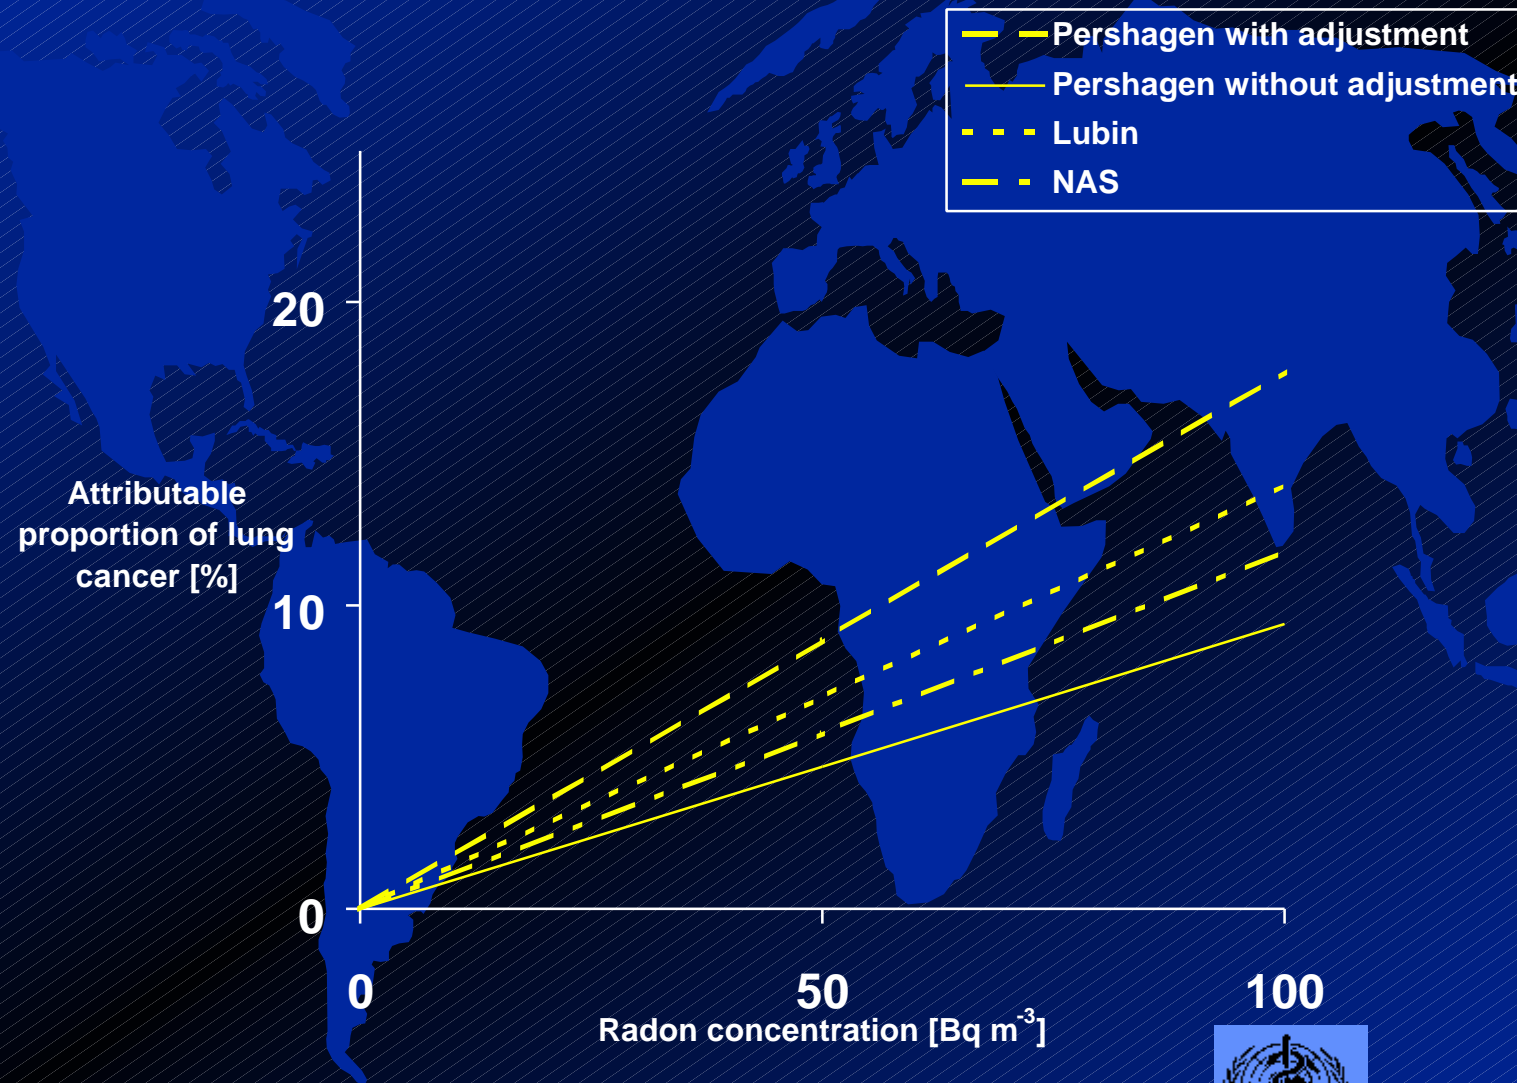 Pershagen with adjustment
Pershagen without adjustment
Lubin
NAS
20
Attributable
proportion of lung
cancer [%]
10
0
0
50
100
Radon concentration [Bq m-3]